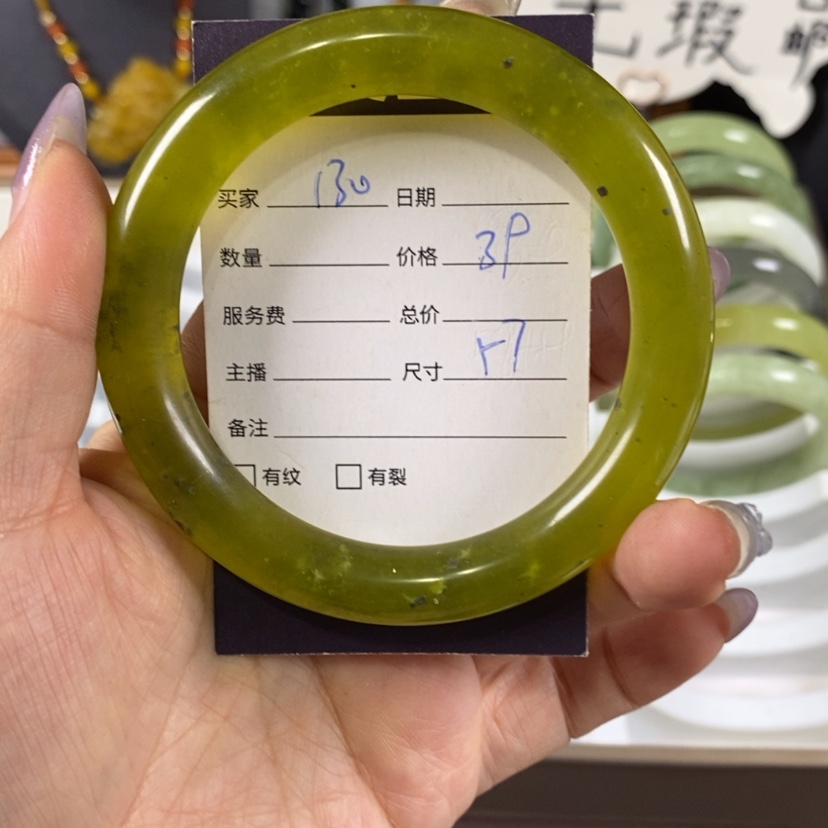 无瑕
买家 130 日期
数量 价格 39
服务费 总价
主播 尺寸 57
备注
有纹 有裂